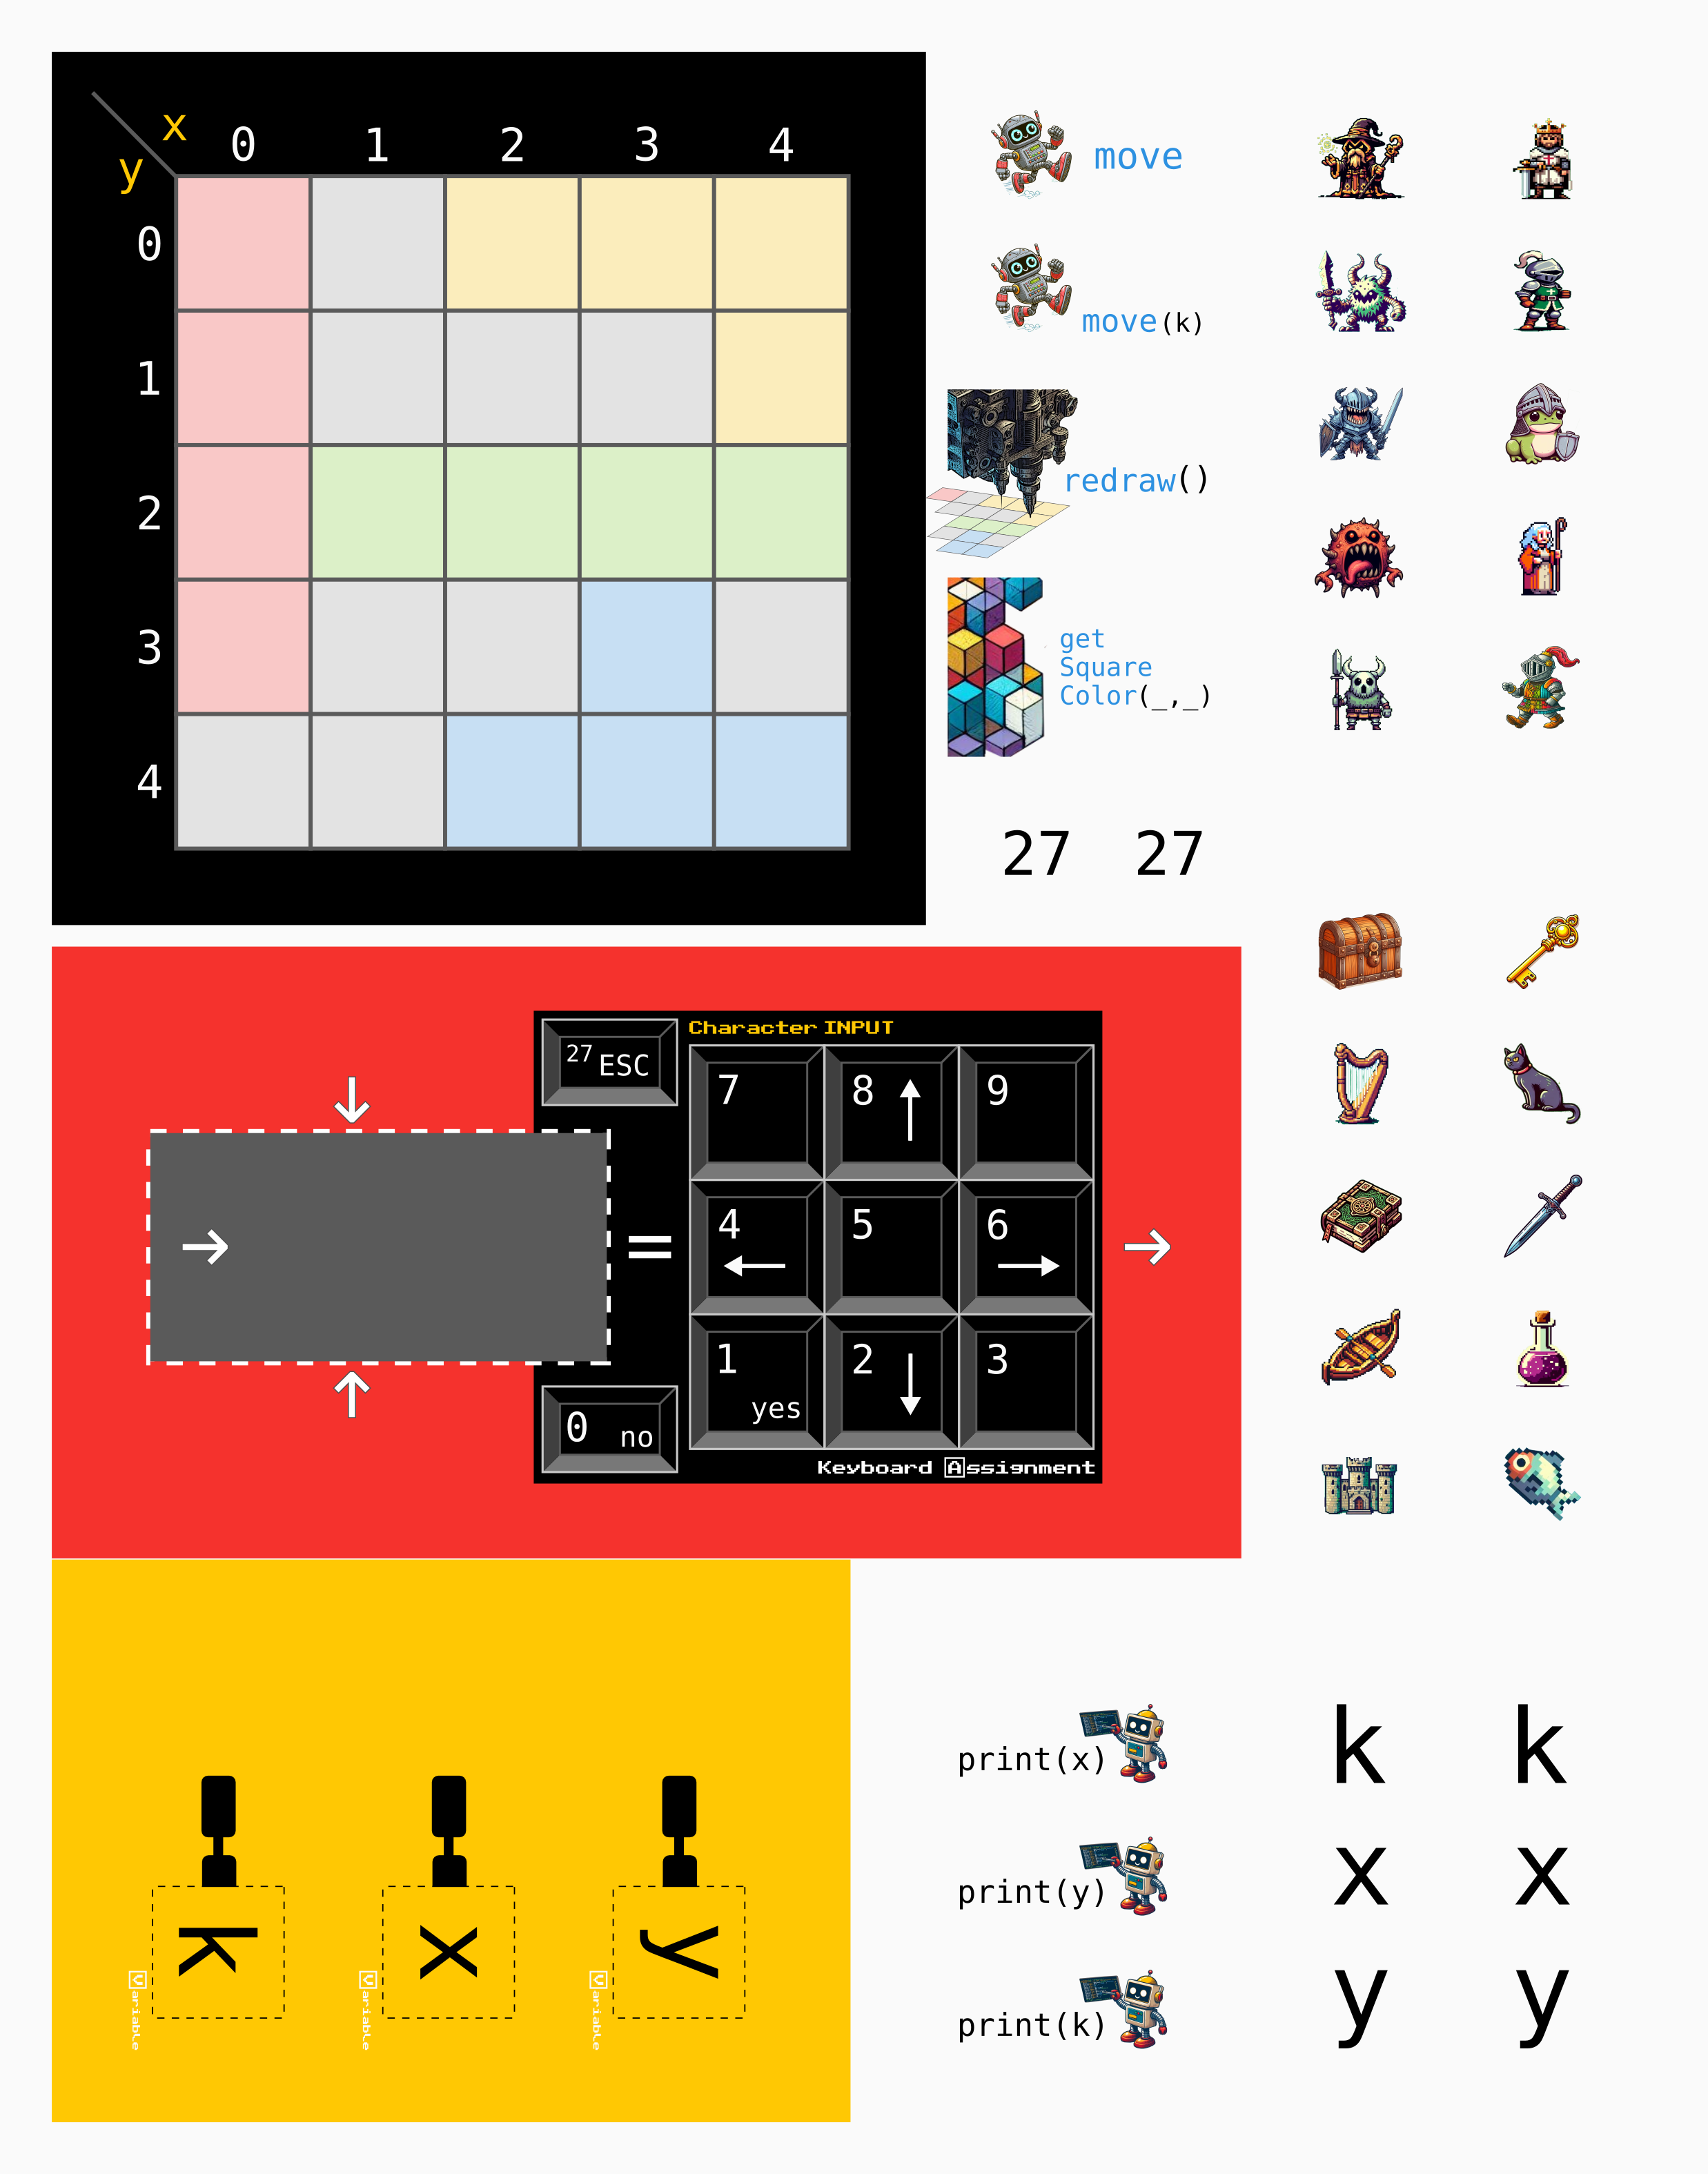 x
y
0 1 2 3 4
0
1
2
3
4
move
move(k)
redraw()
get
Square
Color(_,_)
27 27
Character INPUT
27 ESC
7 8 ↑ 9
4 ← 5 6 →
1 yes 2 ↓ 3
0 no
=
Keyboard Assignment
k
Variable
x
Variable
y
Variable
print(x)
print(y)
print(k)
k k
x x
y y